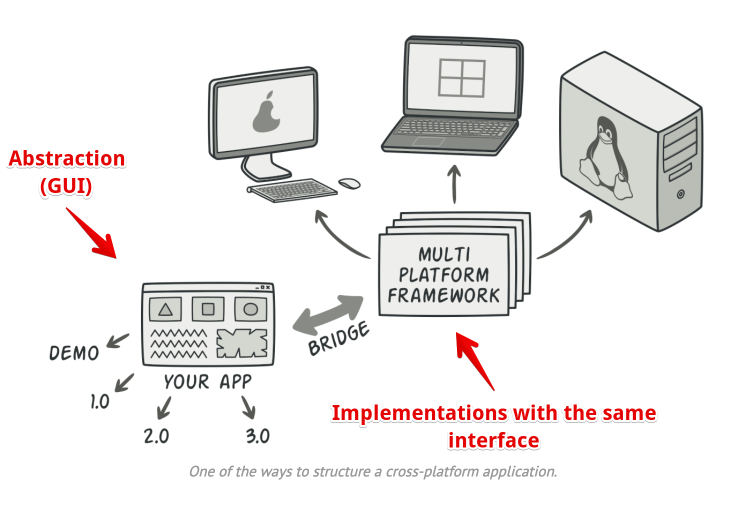 Abstraction
(GUI)
MULTI
PLATFORM
FRAMEWORK
BRIDGE
DEMO
YOUR APP
1.0
2.0
3.0
Implementations with the same
interface
One of the ways to structure a cross-platform application.